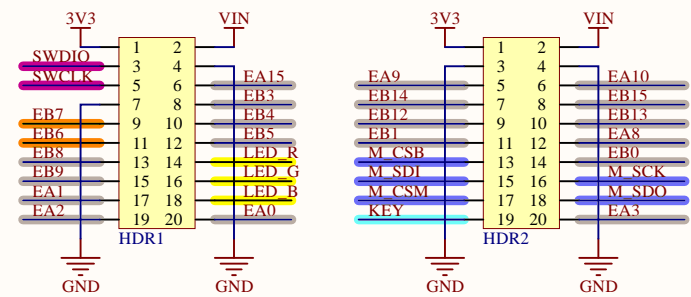 3V3 VIN 3V3 VIN
1 2 1 2
SWDIO 3 4 3 4
SWCLK 5 6 EA15 EA9 5 6 EA10
7 8 EB3 EB14 7 8 EB15
EB7 9 10 EB4 EB12 9 10 EB13
EB6 11 12 EB5 EB1 11 12 EA8
EB8 13 14 LED_R M_CSB 13 14 EB0
EB9 15 16 LED_G M_SDI 15 16 M_SCK
EA1 17 18 LED_B M_CSM 17 18 M_SDO
EA2 19 20 EA0 KEY 19 20 EA3
HDR1 HDR2
GND GND GND GND